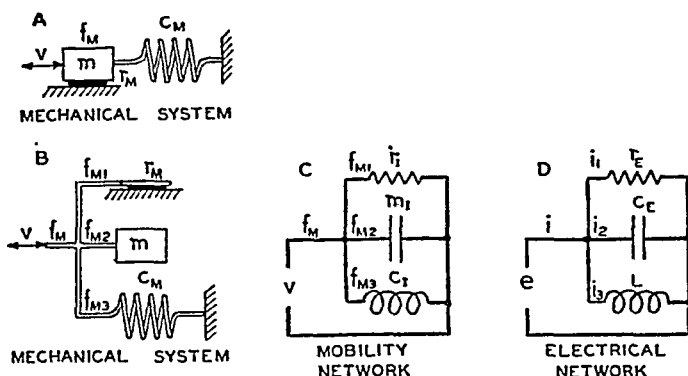 A
f_M
C_M
V
m
r_M
MECHANICAL SYSTEM
B
f_M1
r_M
V
f_M
f_M2
m
C_M
f_M3
MECHANICAL SYSTEM
C
f_M1
r_I
m_I
f_M
f_M2
f_M3
C_I
V
MOBILITY
NETWORK
D
i_1
r_E
C_E
i
i_2
i_3
L
e
ELECTRICAL
NETWORK